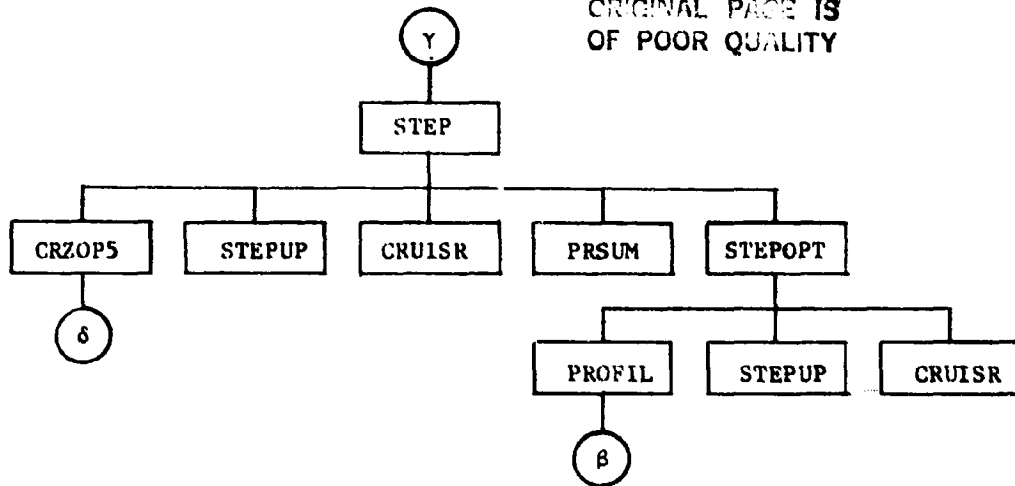 ORIGINAL PAGE IS
OF POOR QUALITY
γ
STEP
CRZOP5
STEPUP
CRUISR
PRSUM
STEPOPT
δ
PROFIL
STEPUP
CRUISR
β